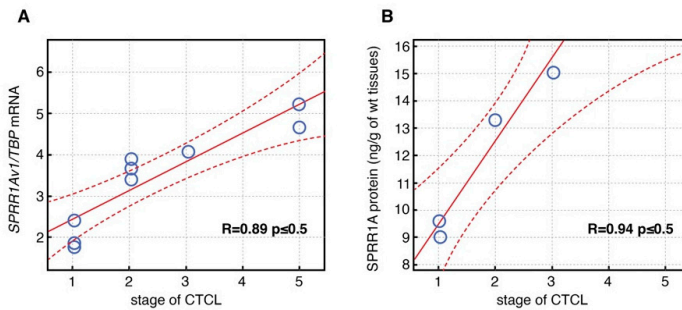 A
SPRR1Av1/TBP mRNA
6
5
4
3
2
R=0.89 p≤0.5
1 2 3 4 5
stage of CTCL
B
SPRR1A protein (ng/g of wt tissues)
16
15
14
13
12
11
10
9
8
R=0.94 p≤0.5
1 2 3 4 5
stage of CTCL